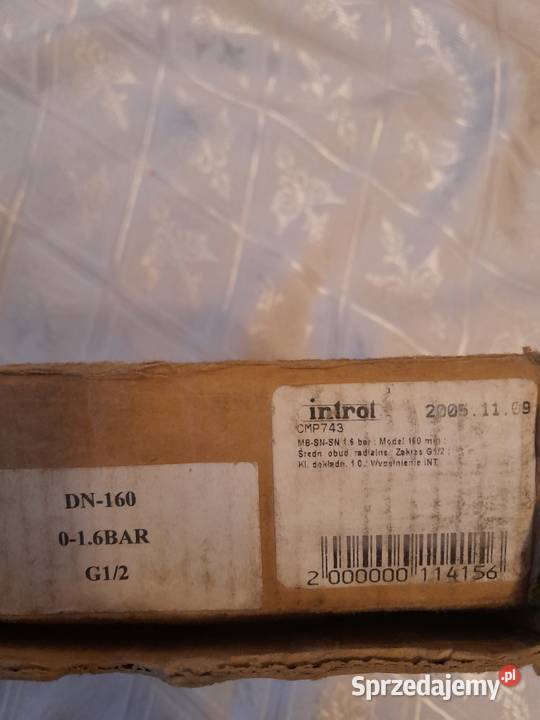 introl 2005.11.09
CMP743
MB-SN-SN 1.6 bar : Model 160 mm :
Średn. obud radialne : Zakres G1/2 :
Kl. dokładn. 1.0 : Wyposażenie INT
2 000000 114156
DN-160
0-1.6BAR
G1/2
Sprzedajemy.pl